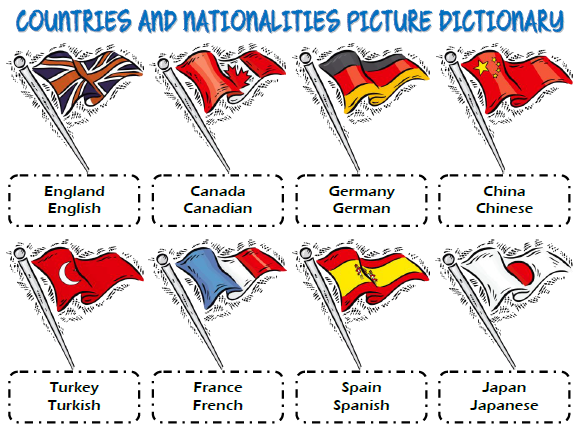 COUNTRIES AND NATIONALITIES PICTURE DICTIONARY
England
English
Canada
Canadian
Germany
German
China
Chinese
Turkey
Turkish
France
French
Spain
Spanish
Japan
Japanese